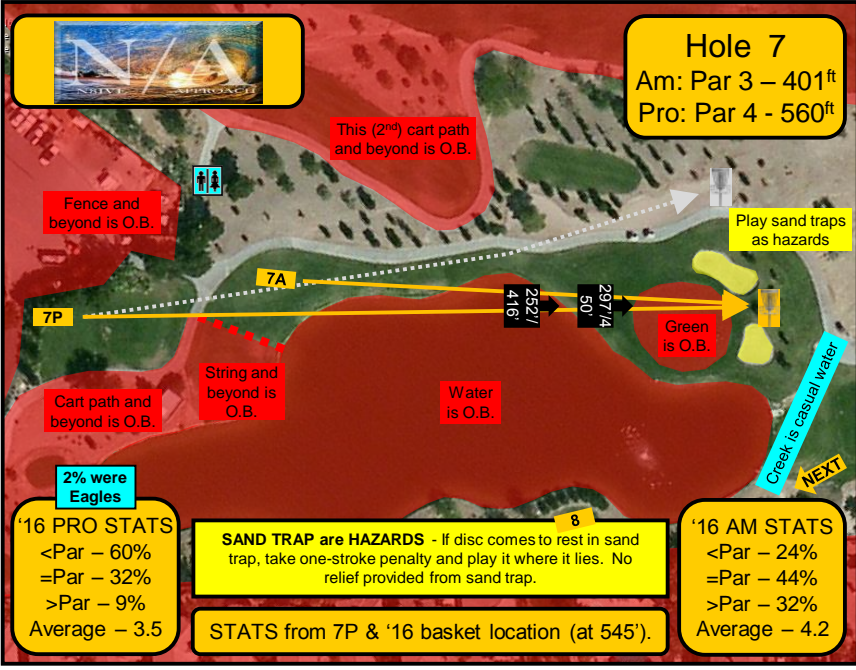 N/A
NATIVE APPROACH
Hole 7
Am: Par 3 – 401ft
Pro: Par 4 - 560ft
This (2nd) cart path
and beyond is O.B.
Fence and
beyond is O.B.
Play sand traps
as hazards
7A
7P
252'/
416'
297'/4
50'
Green
is O.B.
String and
beyond is
O.B.
Water
is O.B.
Cart path and
beyond is O.B.
Creek is casual water
NEXT
2% were
Eagles
'16 PRO STATS
<Par – 60%
=Par – 32%
>Par – 9%
Average – 3.5
8
SAND TRAP are HAZARDS - If disc comes to rest in sand
trap, take one-stroke penalty and play it where it lies. No
relief provided from sand trap.
STATS from 7P & '16 basket location (at 545').
'16 AM STATS
<Par – 24%
=Par – 44%
>Par – 32%
Average – 4.2